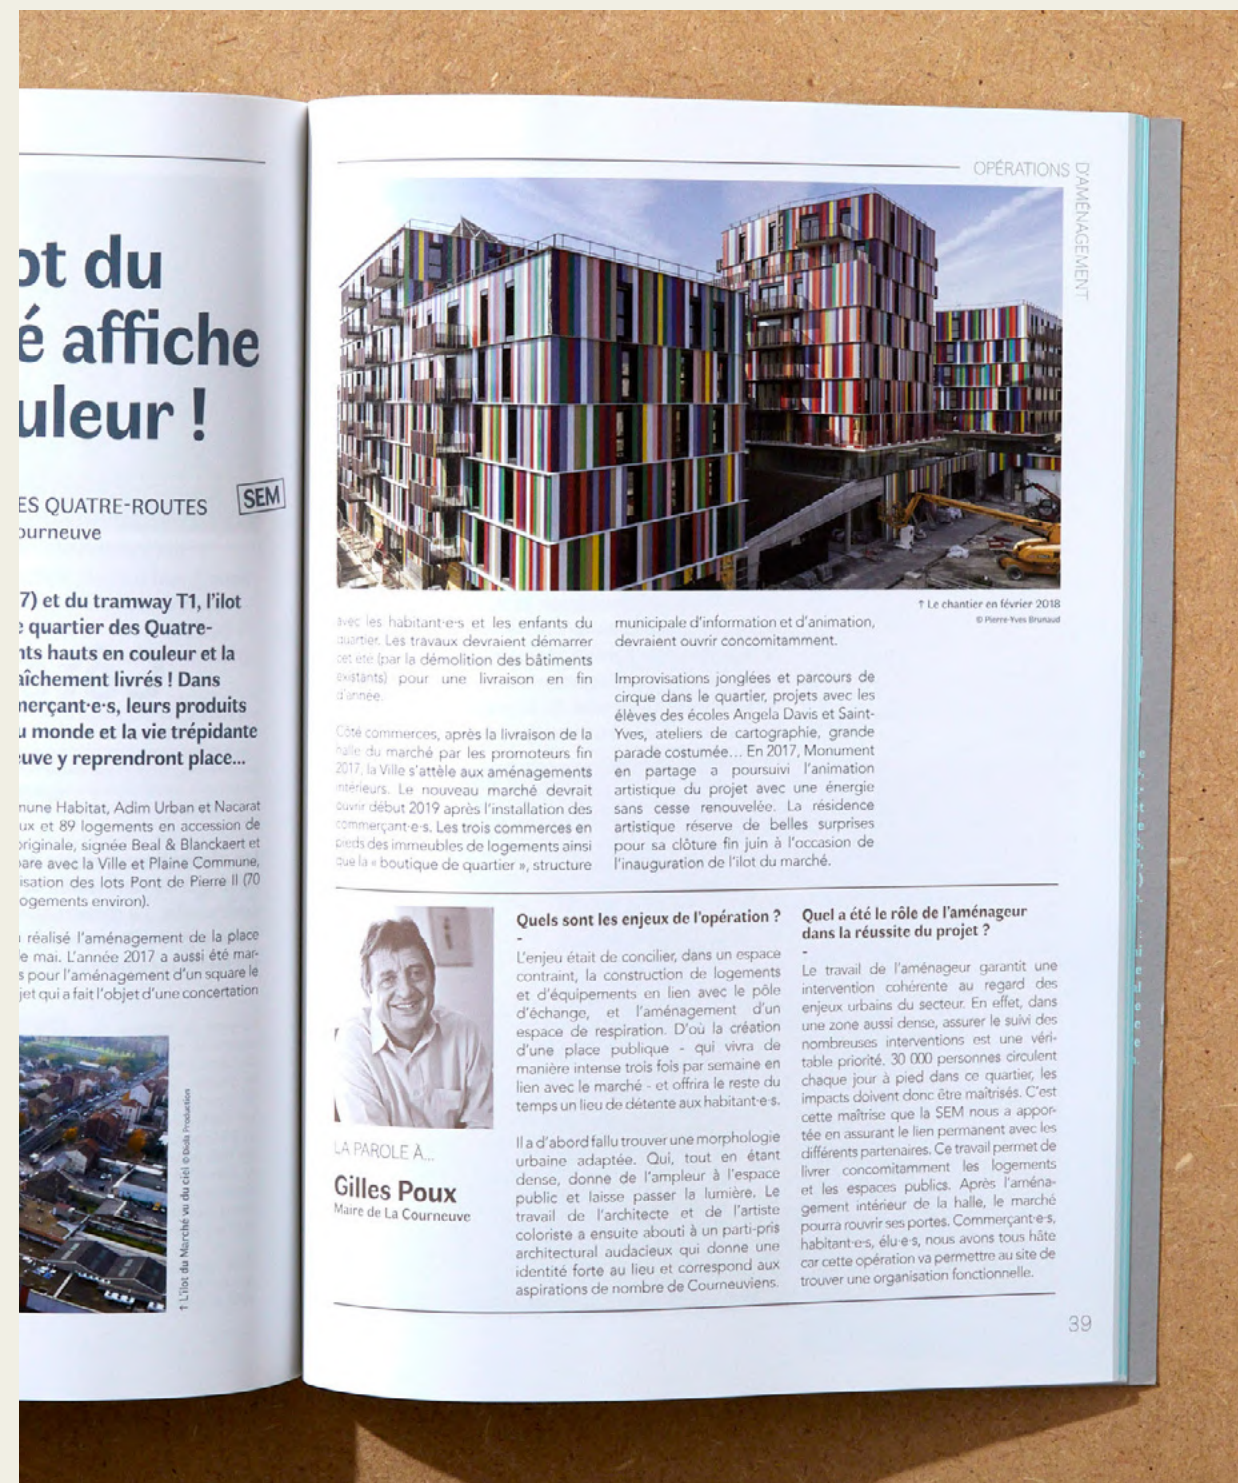 ot du
é affiche
uleur !
ES QUATRE-ROUTES
SEM
ourneuve
7) et du tramway T1, l'îlot
e quartier des Quatre-
nts hauts en couleur et la
aîchement livrés ! Dans
merçant·e·s, leurs produits
u monde et la vie trépidante
euve y reprendront place...
mune Habitat, Adim Urban et Nacarat
ux et 89 logements en accession de
originale, signée Beal & Blanckaert et
pare avec la Ville et Plaine Commune,
isation des lots Pont de Pierre II (70
ogements environ).
réalisé l'aménagement de la place
e mai. L'année 2017 a aussi été mar-
s pour l'aménagement d'un square le
jet qui a fait l'objet d'une concertation
↑ L'îlot du Marché vu du ciel © Dida Production
OPÉRATIONS
D'AMÉNAGEMENT
↑ Le chantier en février 2018
© Pierre-Yves Brunaud
avec les habitant·e·s et les enfants du
quartier. Les travaux devraient démarrer
cet été (par la démolition des bâtiments
existants) pour une livraison en fin
d'année.
Côté commerces, après la livraison de la
halle du marché par les promoteurs fin
2017, la Ville s'attèle aux aménagements
intérieurs. Le nouveau marché devrait
ouvrir début 2019 après l'installation des
commerçant·e·s. Les trois commerces en
pieds des immeubles de logements ainsi
que la « boutique de quartier », structure
municipale d'information et d'animation,
devraient ouvrir concomitamment.
Improvisations jonglées et parcours de
cirque dans le quartier, projets avec les
élèves des écoles Angela Davis et Saint-
Yves, ateliers de cartographie, grande
parade costumée... En 2017, Monument
en partage a poursuivi l'animation
artistique du projet avec une énergie
sans cesse renouvelée. La résidence
artistique réserve de belles surprises
pour sa clôture fin juin à l'occasion de
l'inauguration de l'îlot du marché.
LA PAROLE À...
Gilles Poux
Maire de La Courneuve
Quels sont les enjeux de l'opération ?
-
L'enjeu était de concilier, dans un espace
contraint, la construction de logements
et d'équipements en lien avec le pôle
d'échange, et l'aménagement d'un
espace de respiration. D'où la création
d'une place publique - qui vivra de
manière intense trois fois par semaine en
lien avec le marché - et offrira le reste du
temps un lieu de détente aux habitant·e·s.
Il a d'abord fallu trouver une morphologie
urbaine adaptée. Qui, tout en étant
dense, donne de l'ampleur à l'espace
public et laisse passer la lumière. Le
travail de l'architecte et de l'artiste
coloriste a ensuite abouti à un parti-pris
architectural audacieux qui donne une
identité forte au lieu et correspond aux
aspirations de nombre de Courneuviens.
Quel a été le rôle de l'aménageur
dans la réussite du projet ?
-
Le travail de l'aménageur garantit une
intervention cohérente au regard des
enjeux urbains du secteur. En effet, dans
une zone aussi dense, assurer le suivi des
nombreuses interventions est une véri-
table priorité. 30 000 personnes circulent
chaque jour à pied dans ce quartier, les
impacts doivent donc être maîtrisés. C'est
cette maîtrise que la SEM nous a appor-
tée en assurant le lien permanent avec les
différents partenaires. Ce travail permet de
livrer concomitamment les logements
et les espaces publics. Après l'aména-
gement intérieur de la halle, le marché
pourra rouvrir ses portes. Commerçant·e·s,
habitant·e·s, élu·e·s, nous avons tous hâte
car cette opération va permettre au site de
trouver une organisation fonctionnelle.
39